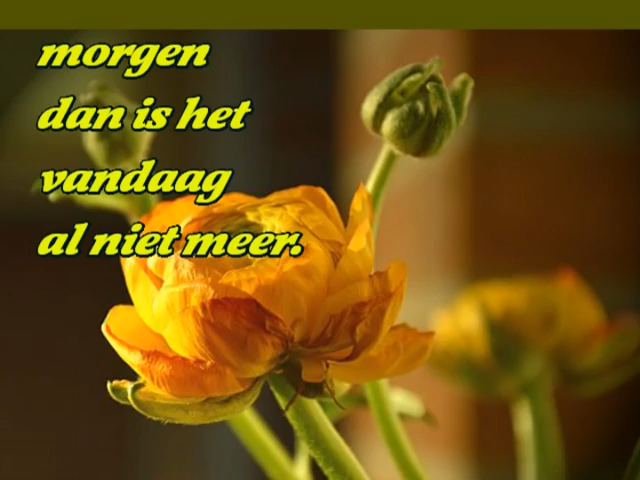 morgen
dan is het
vandaag
al niet meer.